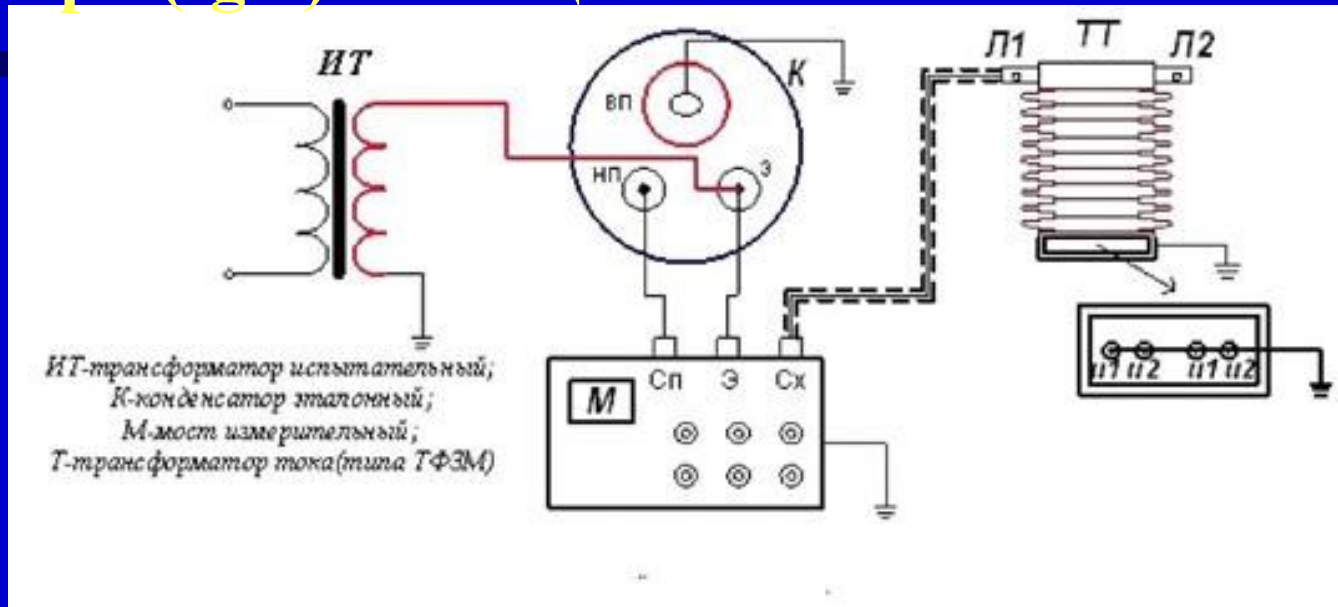 ИТ
ВП
К
НП
Э
Л1
ТТ
Л2
Сп Э Сх
М
и1 и2 и1 и2
ИТ-трансформатор испытательный;
К-конденсатор эталонный;
М-мост измерительный;
Т-трансформатор тока(типа ТФЗМ)